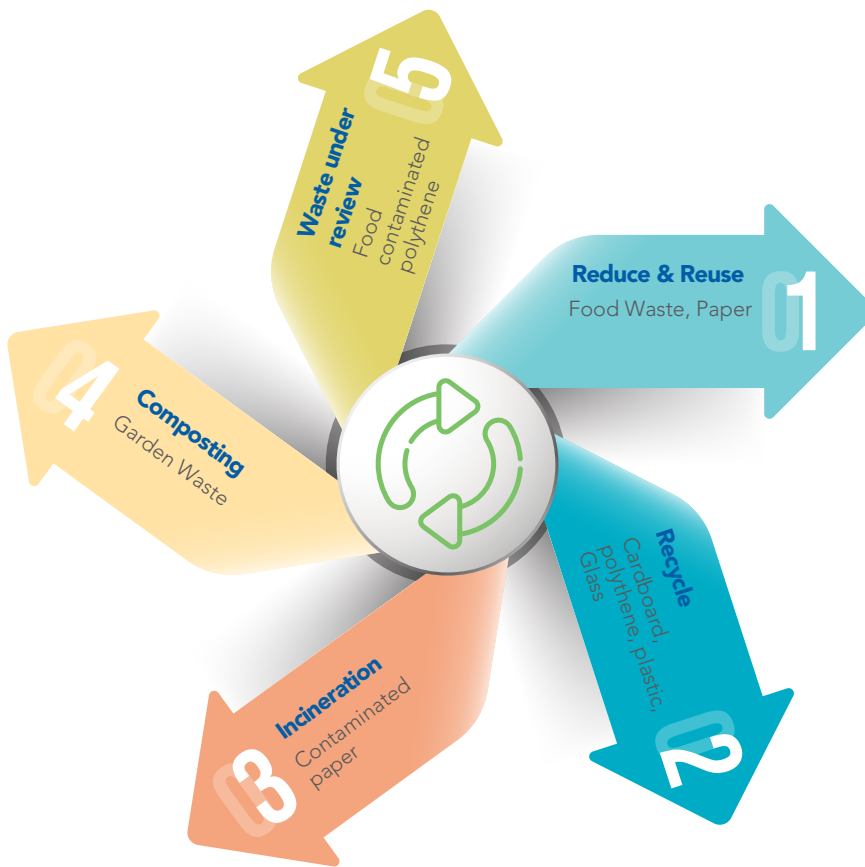 Reduce & Reuse
Food Waste, Paper
01
Recycle
Cardboard,
polythene, plastic,
Glass
02
Incineration
Contaminated
paper
03
Composting
Garden Waste
04
Waste under
review
Food
contaminated
polythene
05